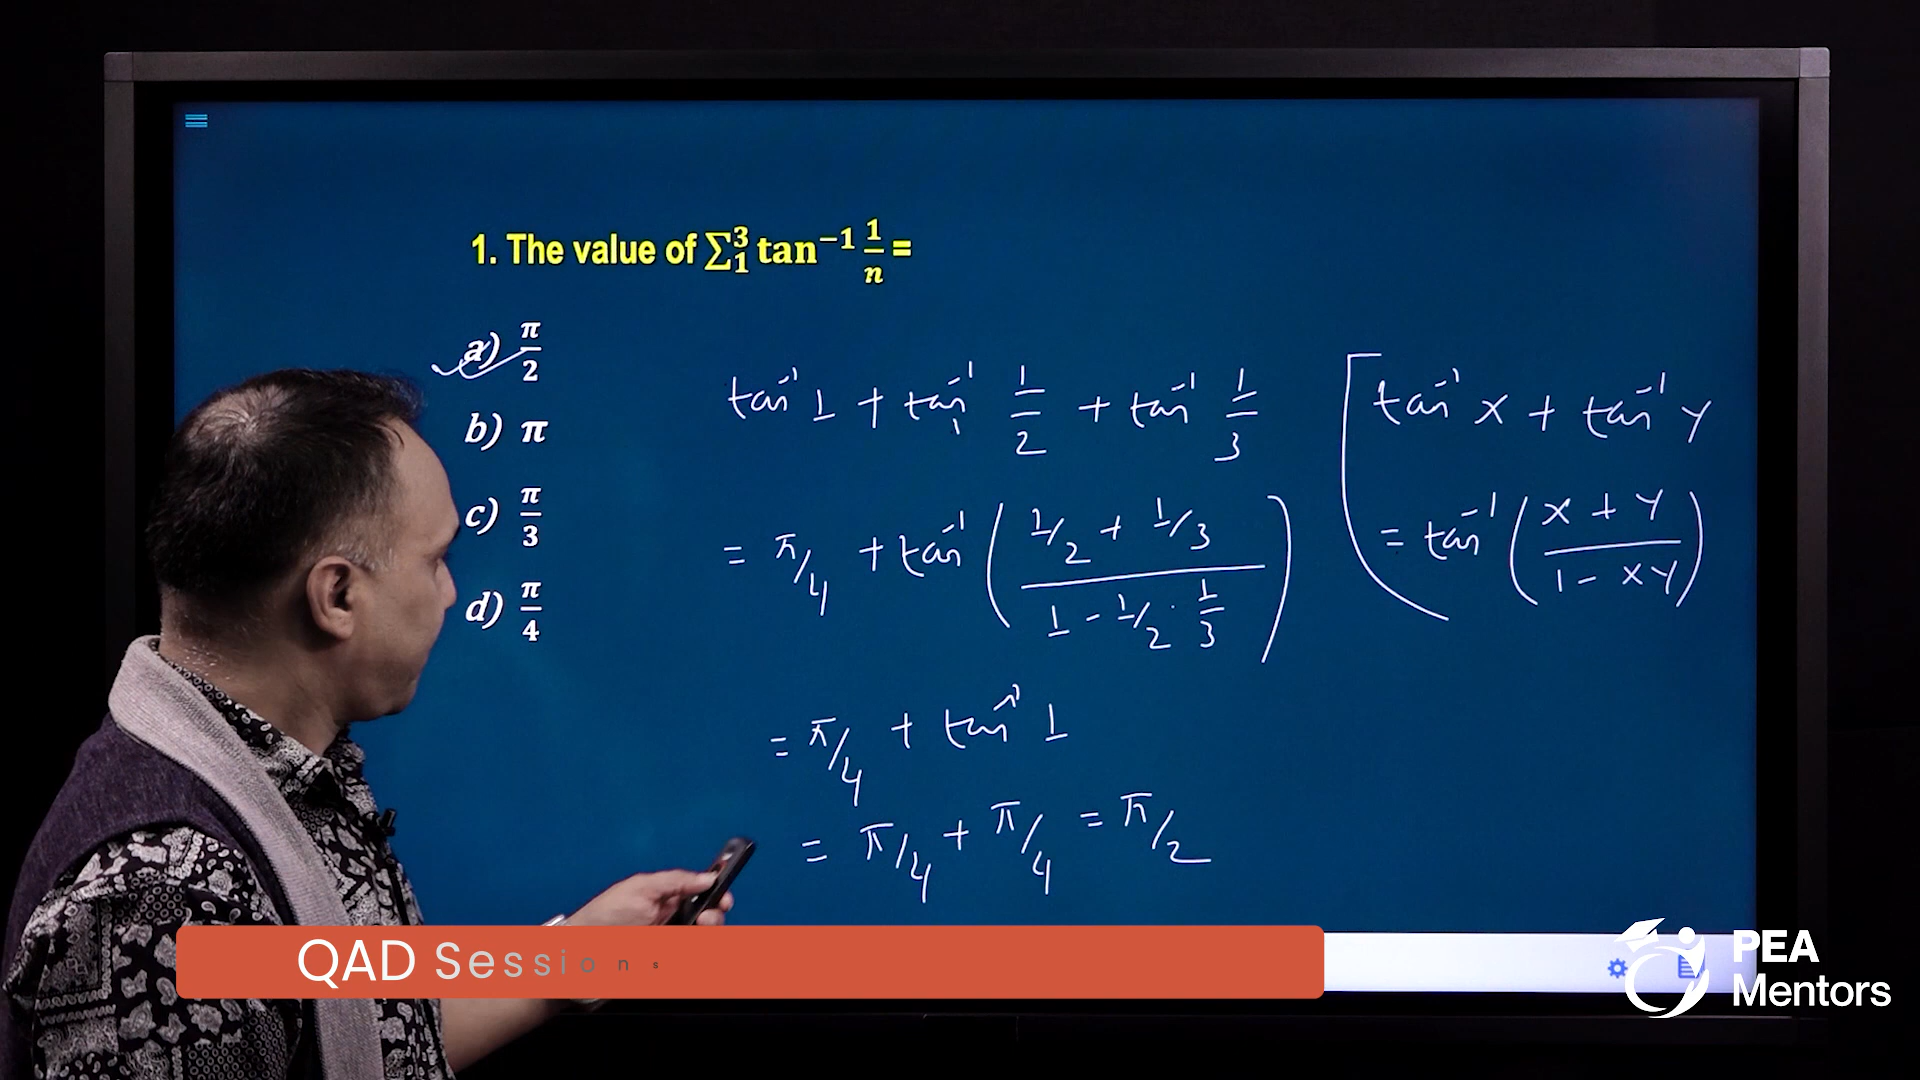 1. The value of ∑₁³ tan⁻¹ 1/n =
a) π/2
b) π
c) π/3
d) π/4
tan⁻¹ 1 + tan⁻¹ 1/2 + tan⁻¹ 1/3
= π/4 + tan⁻¹ ( (1/2 + 1/3) / (1 - 1/2 · 1/3) )
= π/4 + tan⁻¹ 1
= π/4 + π/4 = π/2
[ tan⁻¹ x + tan⁻¹ y
= tan⁻¹ ( (x + y) / (1 - xy) )
QAD Sessions
PEA
Mentors